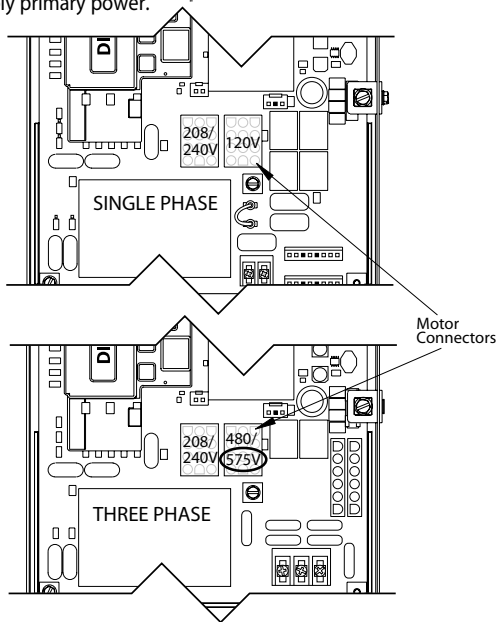 ly primary power.
208/
240V
120V
SINGLE PHASE
Motor
Connectors
208/
240V
480/
575V
THREE PHASE